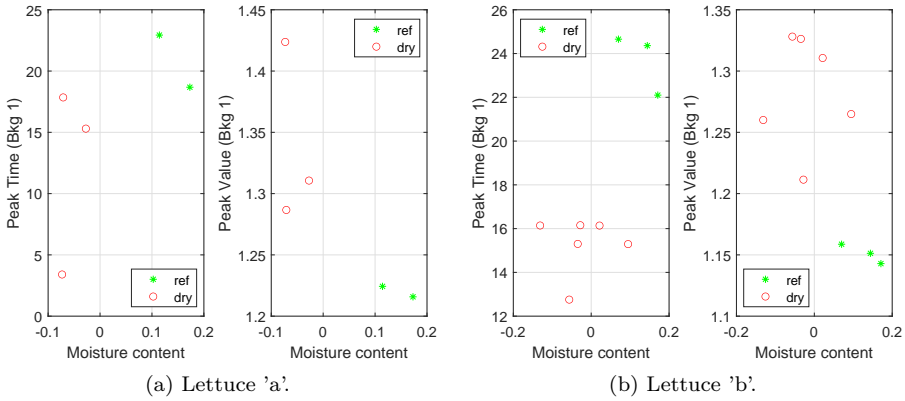 25
20
15
10
5
0
Peak Time (Bkg 1)
-0.1 0 0.1 0.2
Moisture content
ref
dry
1.45
1.4
1.35
1.3
1.25
1.2
Peak Value (Bkg 1)
-0.1 0 0.1 0.2
Moisture content
ref
dry
(a) Lettuce 'a'.
26
24
22
20
18
16
14
12
Peak Time (Bkg 1)
-0.2 0 0.2
Moisture content
ref
dry
1.35
1.3
1.25
1.2
1.15
1.1
Peak Value (Bkg 1)
-0.2 0 0.2
Moisture content
ref
dry
(b) Lettuce 'b'.